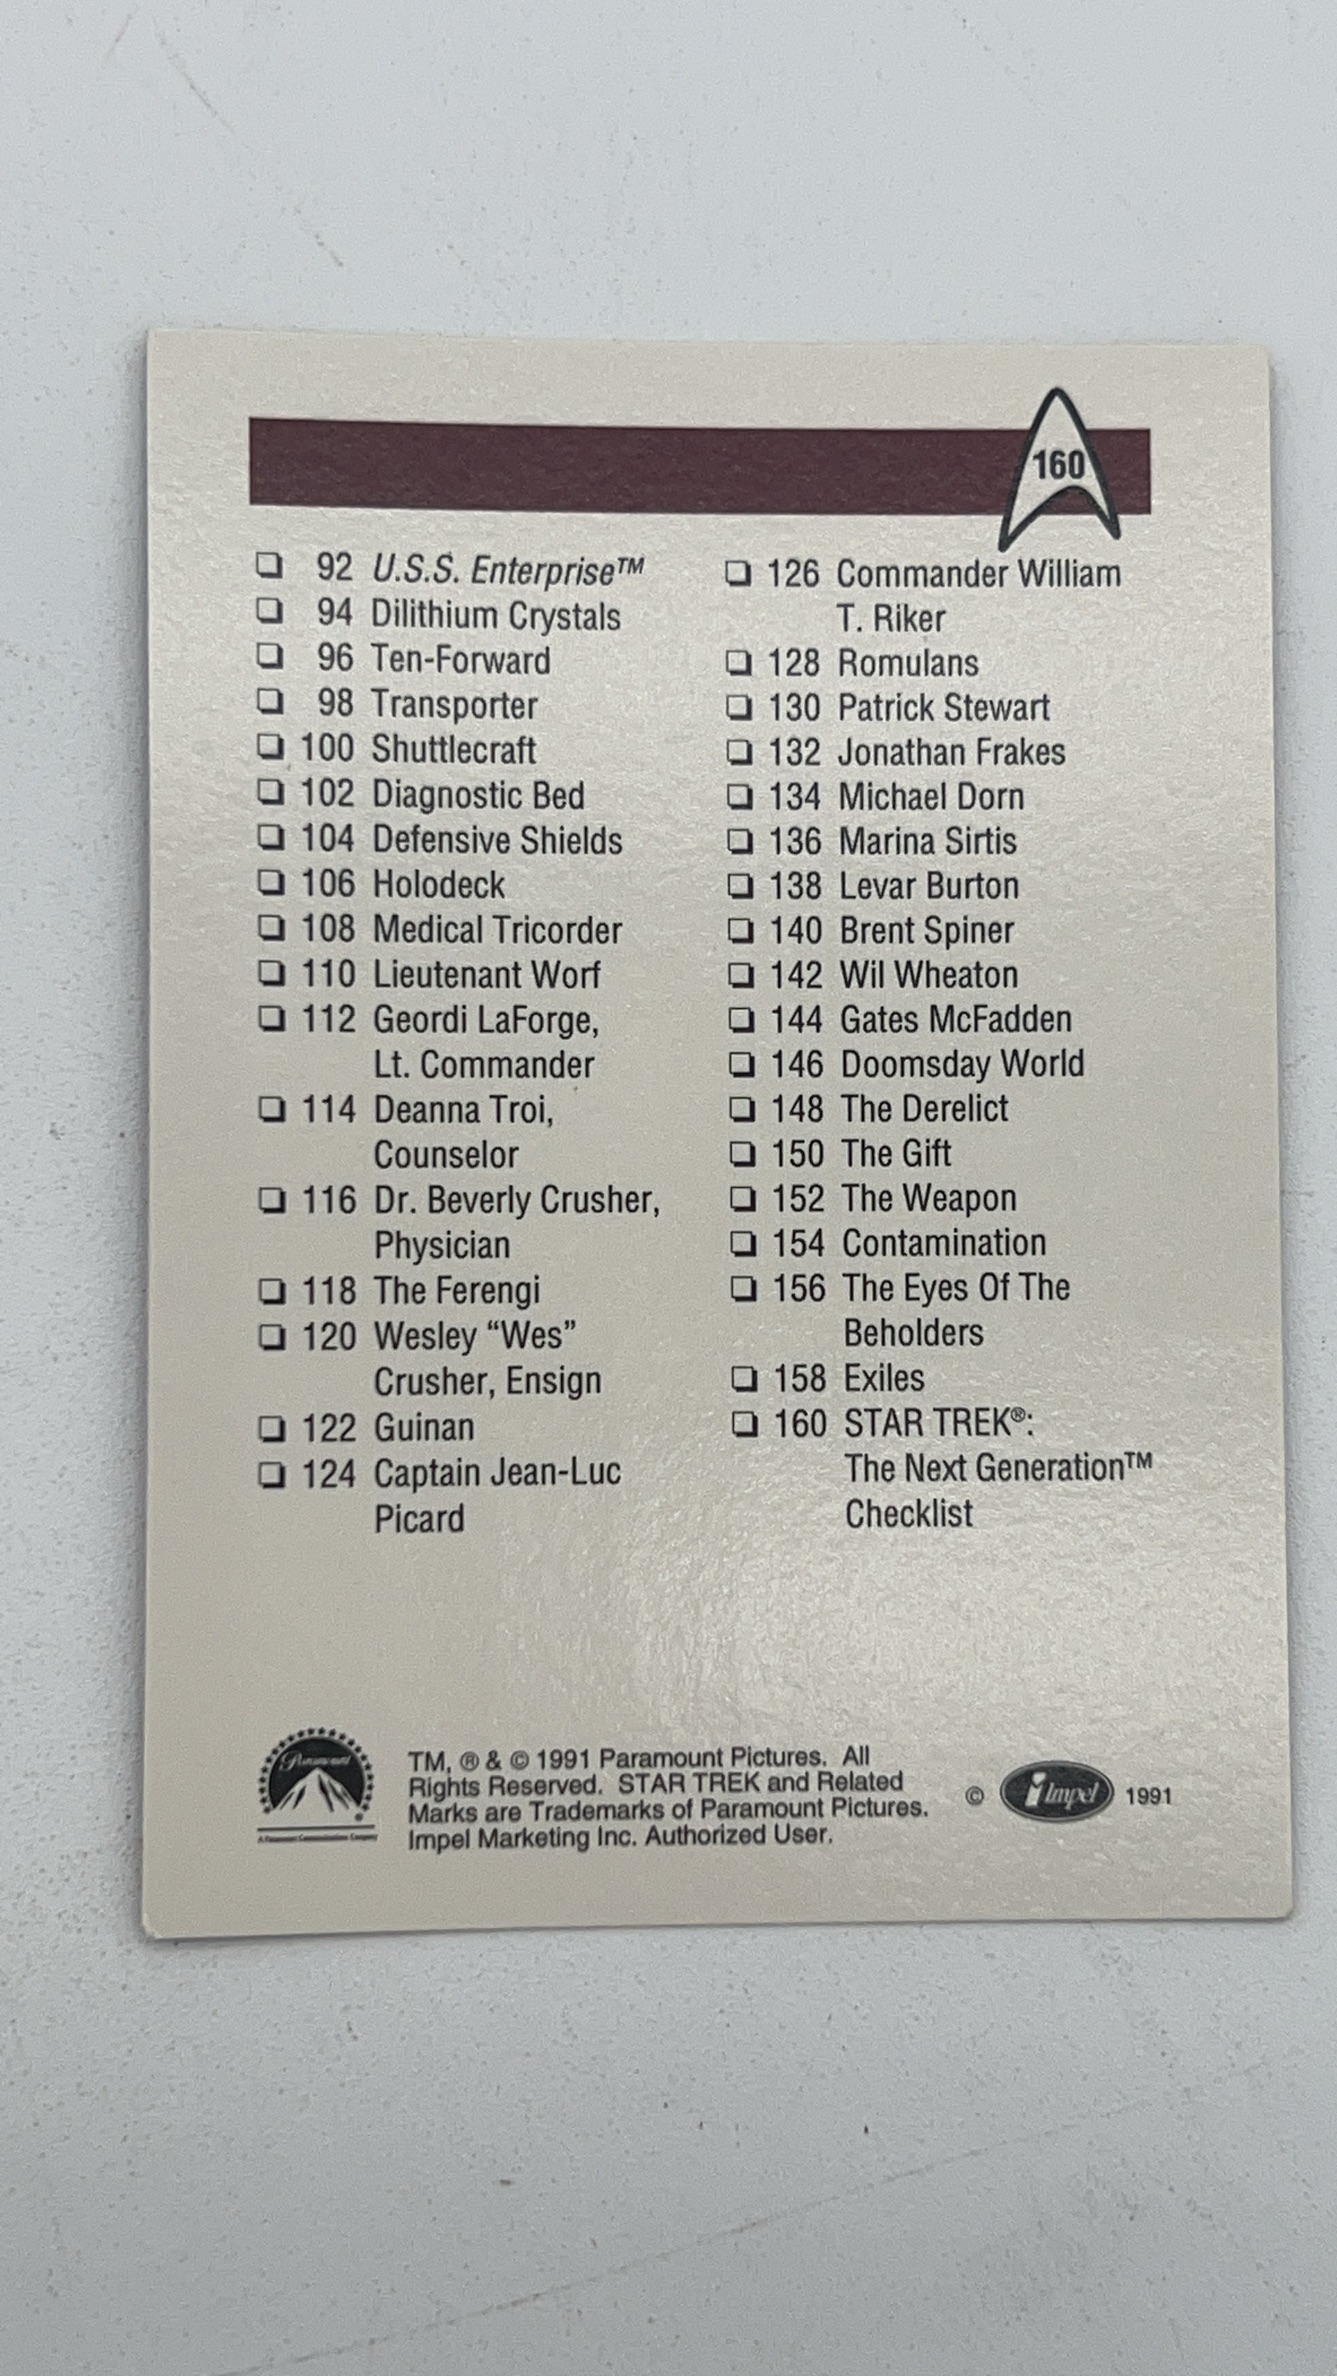 160
92 U.S.S. Enterprise™
94 Dilithium Crystals
96 Ten-Forward
98 Transporter
100 Shuttlecraft
102 Diagnostic Bed
104 Defensive Shields
106 Holodeck
108 Medical Tricorder
110 Lieutenant Worf
112 Geordi LaForge,
Lt. Commander
114 Deanna Troi,
Counselor
116 Dr. Beverly Crusher,
Physician
118 The Ferengi
120 Wesley “Wes”
Crusher, Ensign
122 Guinan
124 Captain Jean-Luc
Picard
126 Commander William
T. Riker
128 Romulans
130 Patrick Stewart
132 Jonathan Frakes
134 Michael Dorn
136 Marina Sirtis
138 Levar Burton
140 Brent Spiner
142 Wil Wheaton
144 Gates McFadden
146 Doomsday World
148 The Derelict
150 The Gift
152 The Weapon
154 Contamination
156 The Eyes Of The
Beholders
158 Exiles
160 STAR TREK®:
The Next Generation™
Checklist
Paramount
A Paramount Communications Company
TM, ® & © 1991 Paramount Pictures. All
Rights Reserved. STAR TREK and Related
Marks are Trademarks of Paramount Pictures.
Impel Marketing Inc. Authorized User.
© Impel 1991